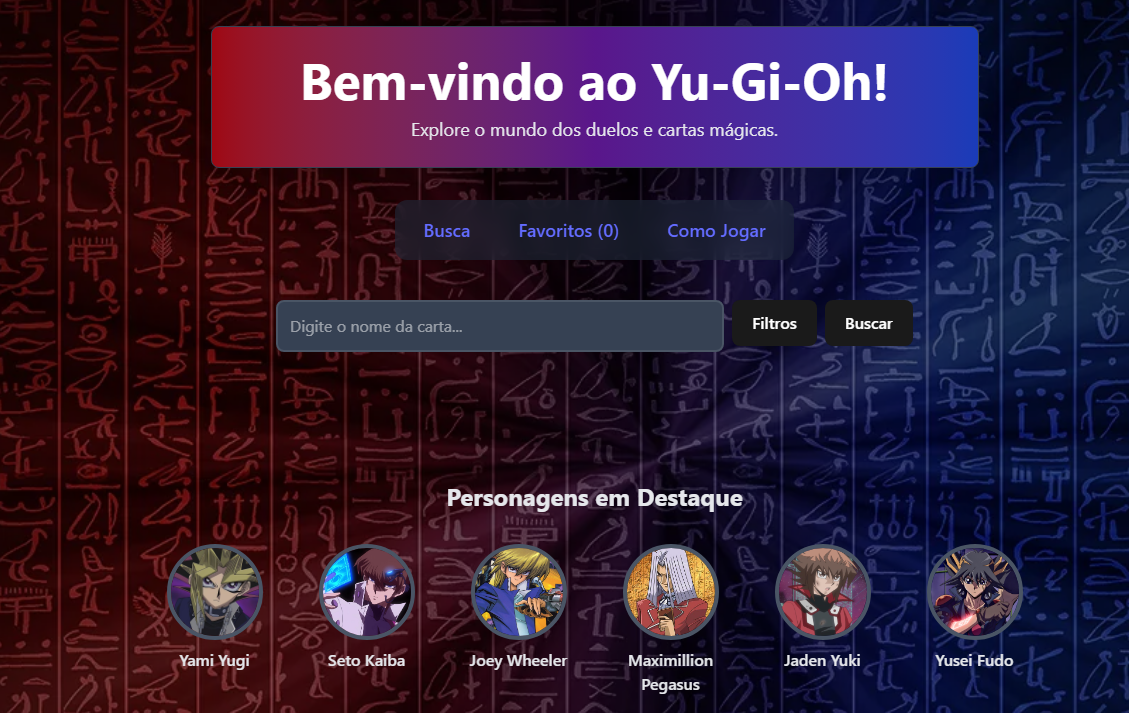 Bem-vindo ao Yu-Gi-Oh!
Explore o mundo dos duelos e cartas mágicas.
Busca Favoritos (0) Como Jogar
Digite o nome da carta... Filtros Buscar
Personagens em Destaque
Yami Yugi Seto Kaiba Joey Wheeler Maximillion Jaden Yuki Yusei Fudo
Pegasus